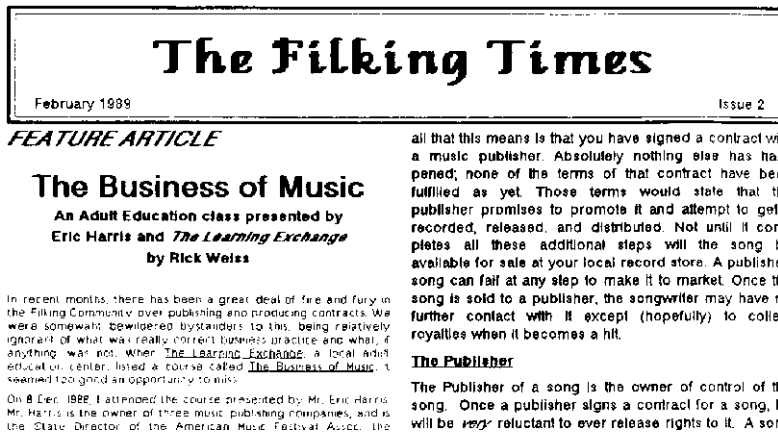 The Filking Times
February 1989
Issue 2
FEATURE ARTICLE
The Business of Music
An Adult Education class presented by
Eric Harris and The Learning Exchange
by Rick Weiss
In recent months, there has been a great deal of fire and fury in
the Filking Community over publishing and producing contracts. We
were somewhat bewildered bystanders to this, being relatively
ignorant of what was really correct business practice and what, if
anything was not. When The Learning Exchange, a local adult
education center, listed a course called The Business of Music, it
seemed too good an opportunity to miss.
On 8 Dec. 1988, I attended the course presented by Mr. Eric Harris.
Mr. Harris is the owner of three music publishing companies, and is
the State Director of the American Music Festival Assoc. the
all that this means is that you have signed a contract wi
a music publisher. Absolutely nothing else has hap
pened; none of the terms of that contract have bee
fulfilled as yet. Those terms would state that th
publisher promises to promote it and attempt to get
recorded, released, and distributed. Not until it com
pletes all these additional steps will the song b
available for sale at your local record store. A publishe
song can fail at any step to make it to market. Once th
song is sold to a publisher, the songwriter may have n
further contact with it except (hopefully) to colle
royalties when it becomes a hit.
The Publisher
The Publisher of a song is the owner of control of th
song. Once a publisher signs a contract for a song, h
will be very reluctant to ever release rights to it. A son